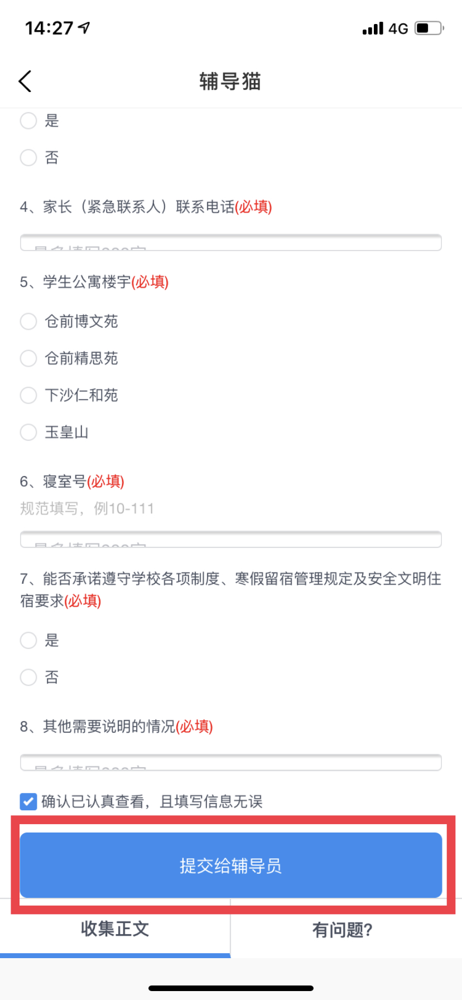 14:27
4G
辅导猫
是
否
4、家长（紧急联系人）联系电话(必填)
5、学生公寓楼宇(必填)
仓前博文苑
仓前精思苑
下沙仁和苑
玉皇山
6、寝室号(必填)
规范填写，例10-111
7、能否承诺遵守学校各项制度、寒假留宿管理规定及安全文明住
宿要求(必填)
是
否
8、其他需要说明的情况(必填)
确认已认真查看，且填写信息无误
提交给辅导员
收集正文
有问题?